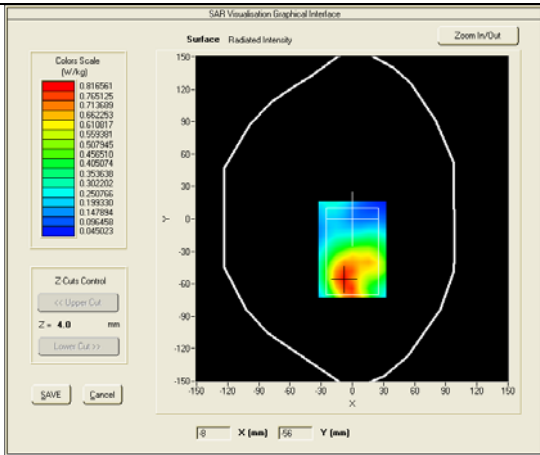 SAR Visualisation Graphical Interface
Surface Radiated Intensity
Zoom In/Out
Colors Scale
(W/kg)
0.816561
0.765125
0.713689
0.662253
0.610817
0.559381
0.507945
0.456510
0.405074
0.353638
0.302202
0.250766
0.199330
0.147894
0.096458
0.045023
Z-Cuts Control
<< Upper Cut
Z = 4.0 mm
Lower Cut >>
SAVE Cancel
150-
120-
90-
60-
30-
0-
-30-
-60-
-90-
-120-
-150-
Y
-150 -120 -90 -60 -30 0 30 60 90 120 150
X
-8 X (mm) -56 Y (mm)